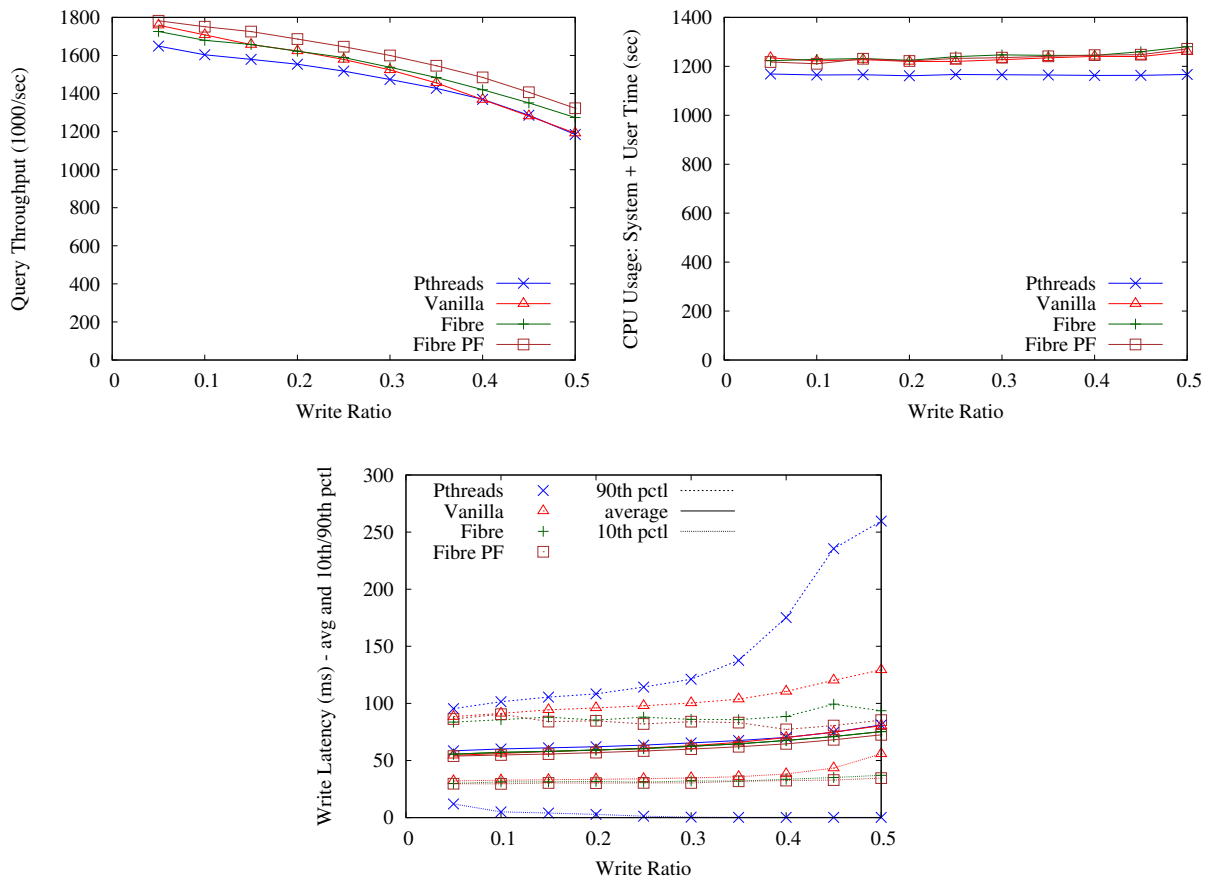 Query Throughput (1000/sec)
1800
1600
1400
1200
1000
800
600
400
200
0
Pthreads
Vanilla
Fibre
Fibre PF
0 0.1 0.2 0.3 0.4 0.5
Write Ratio
CPU Usage: System + User Time (sec)
1400
1200
1000
800
600
400
200
0
Pthreads
Vanilla
Fibre
Fibre PF
0 0.1 0.2 0.3 0.4 0.5
Write Ratio
Write Latency (ms) - avg and 10th/90th pctl
300
250
200
150
100
50
0
Pthreads 90th pctl
Vanilla average
Fibre 10th pctl
Fibre PF
0 0.1 0.2 0.3 0.4 0.5
Write Ratio